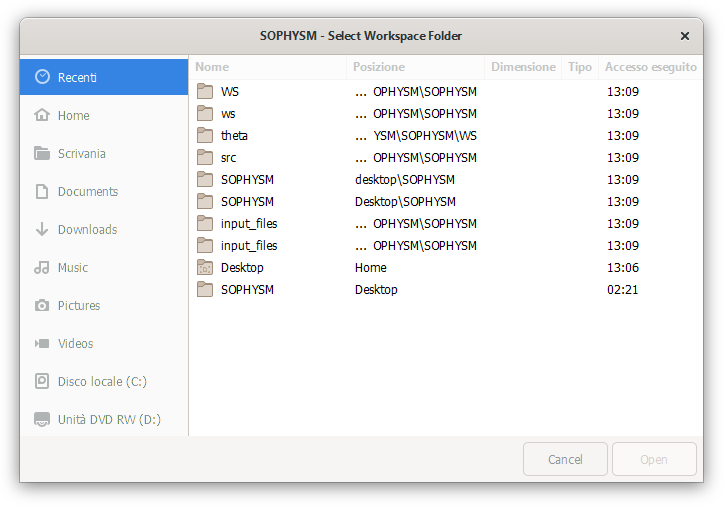 SOPHYSM - Select Workspace Folder
Recenti
Home
Scrivania
Documents
Downloads
Music
Pictures
Videos
Disco locale (C:)
Unità DVD RW (D:)
Nome Posizione Dimensione Tipo Accesso eseguito
WS ... OPHYSM\SOPHYSM 13:09
ws ... OPHYSM\SOPHYSM 13:09
theta ... YSM\SOPHYSM\WS 13:09
src ... OPHYSM\SOPHYSM 13:09
SOPHYSM desktop\SOPHYSM 13:09
SOPHYSM Desktop\SOPHYSM 13:09
input_files ... OPHYSM\SOPHYSM 13:09
input_files ... OPHYSM\SOPHYSM 13:09
Desktop Home 13:06
SOPHYSM Desktop 02:21
Cancel Open